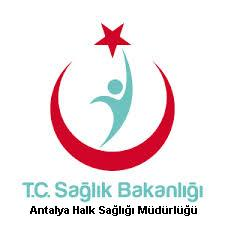 T.C. Sağlık Bakanlığı
Antalya Halk Sağlığı Müdürlüğü